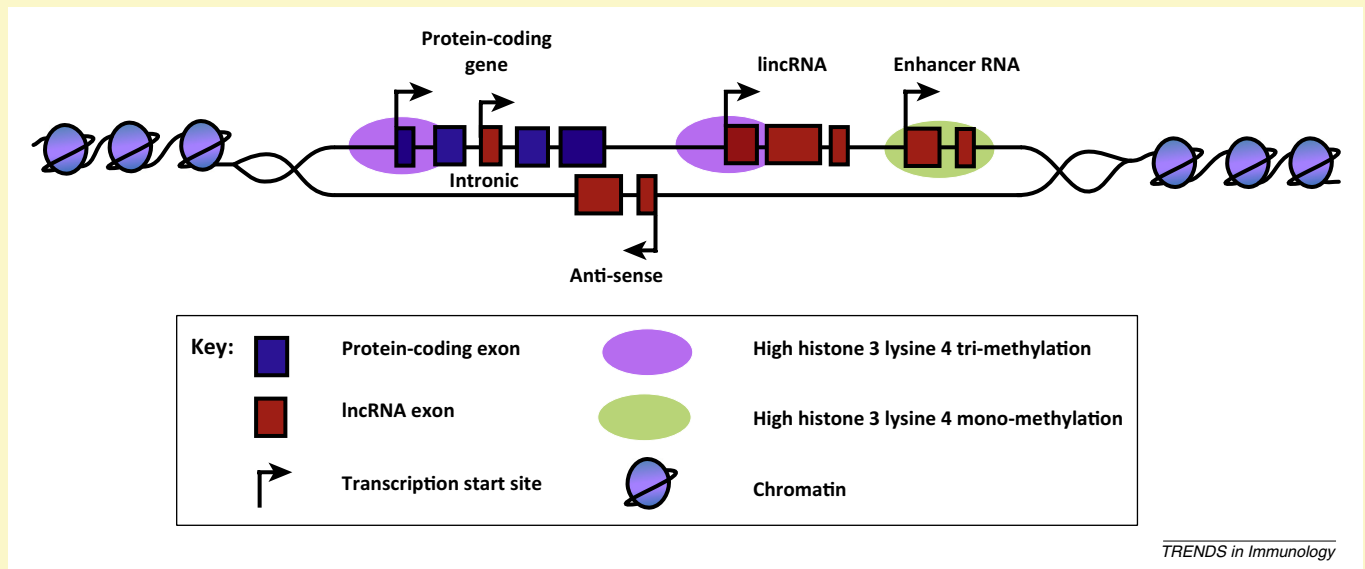 Protein-coding
gene
lincRNA
Enhancer RNA
Intronic
Anti-sense
Key:
Protein-coding exon
High histone 3 lysine 4 tri-methylation
lncRNA exon
High histone 3 lysine 4 mono-methylation
Transcription start site
Chromatin
TRENDS in Immunology